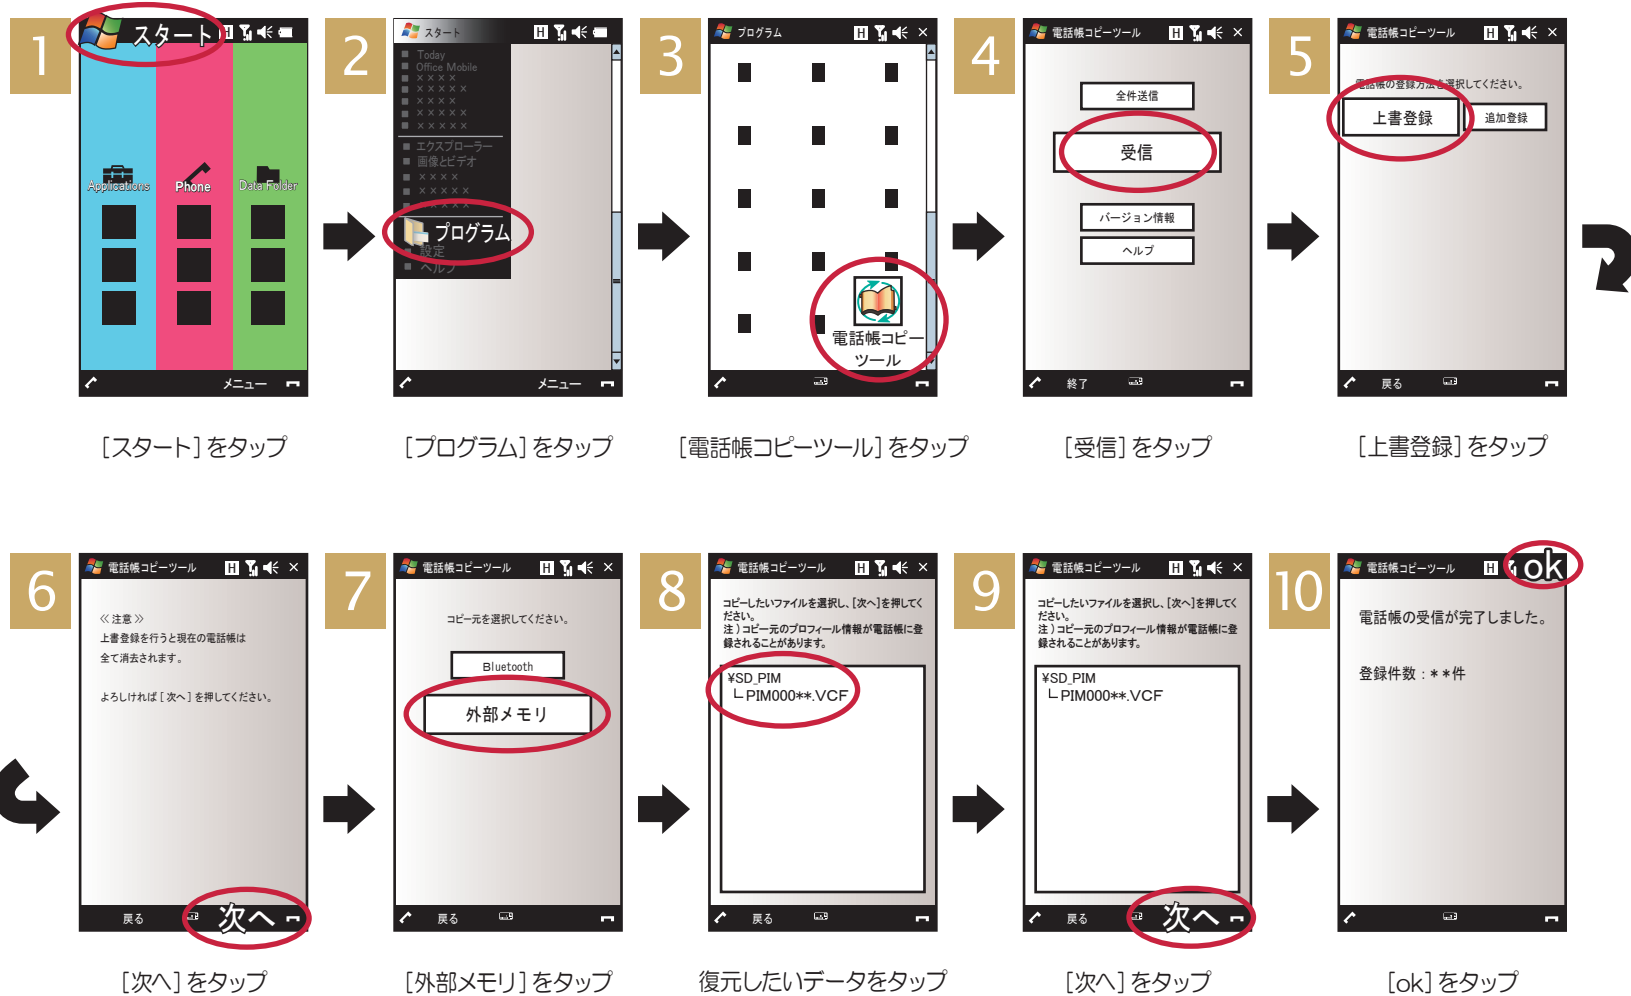 1
スタート
Applications
Phone
Data Folder
メニュー
[スタート]をタップ
2
スタート
Today
Office Mobile
××××
×××××
××××
×××××
×××××
エクスプローラー
画像とビデオ
××××
×××××
×××××
プログラム
設定
ヘルプ
メニュー
[プログラム]をタップ
3
プログラム
電話帳コピー
ツール
[電話帳コピーツール]をタップ
4
電話帳コピーツール
全件送信
受信
バージョン情報
ヘルプ
終了
[受信]をタップ
5
電話帳コピーツール
電話帳の登録方法を選択してください。
上書登録
追加登録
戻る
[上書登録]をタップ
6
電話帳コピーツール
≪注意≫
上書登録を行うと現在の電話帳は
全て消去されます。
よろしければ[次へ]を押してください。
戻る
次へ
[次へ]をタップ
7
電話帳コピーツール
コピー元を選択してください。
Bluetooth
外部メモリ
戻る
[外部メモリ]をタップ
8
電話帳コピーツール
コピーしたいファイルを選択し、[次へ]を押してく
ださい。
注)コピー元のプロフィール情報が電話帳に登
録されることがあります。
¥SD_PIM
└PIM000**.VCF
戻る
復元したいデータをタップ
9
電話帳コピーツール
コピーしたいファイルを選択し、[次へ]を押してく
ださい。
注)コピー元のプロフィール情報が電話帳に登
録されることがあります。
¥SD_PIM
└PIM000**.VCF
戻る
次へ
[次へ]をタップ
10
電話帳コピーツール
ok
電話帳の受信が完了しました。
登録件数:**件
[ok]をタップ